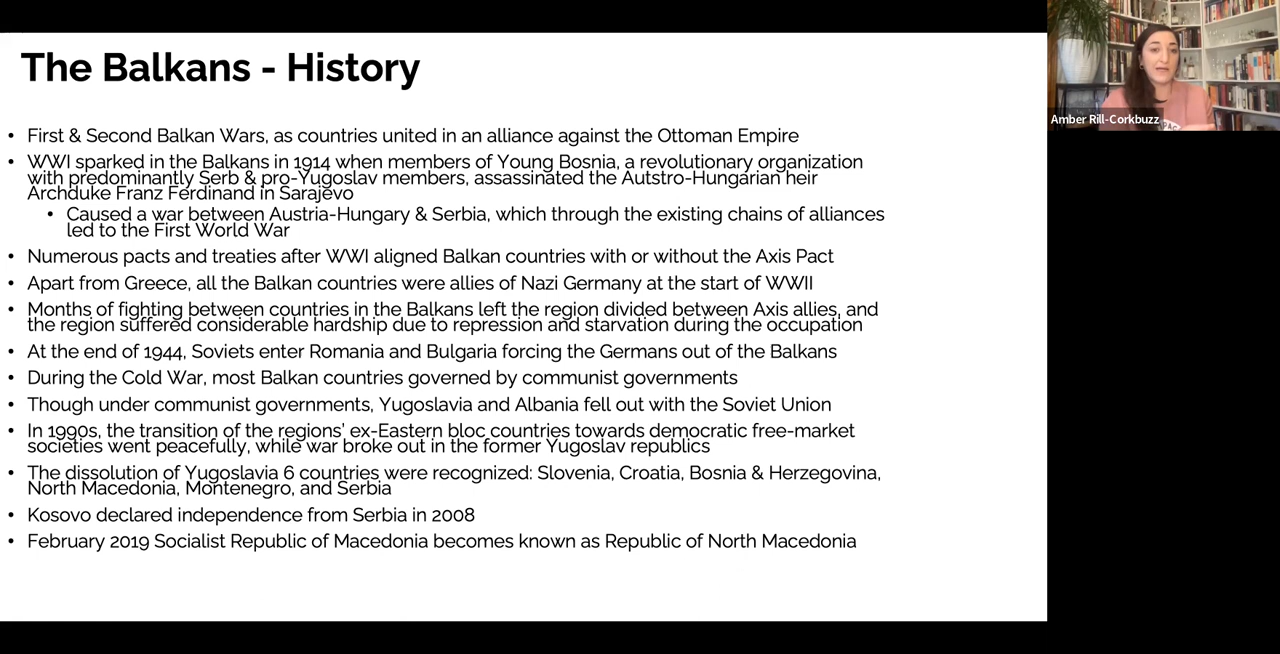 The Balkans - History
• First & Second Balkan Wars, as countries united in an alliance against the Ottoman Empire
• WWI sparked in the Balkans in 1914 when members of Young Bosnia, a revolutionary organization
with predominantly Serb & pro-Yugoslav members, assassinated the Autstro-Hungarian heir
Archduke Franz Ferdinand in Sarajevo
• Caused a war between Austria-Hungary & Serbia, which through the existing chains of alliances
led to the First World War
• Numerous pacts and treaties after WWI aligned Balkan countries with or without the Axis Pact
• Apart from Greece, all the Balkan countries were allies of Nazi Germany at the start of WWII
• Months of fighting between countries in the Balkans left the region divided between Axis allies, and
the region suffered considerable hardship due to repression and starvation during the occupation
• At the end of 1944, Soviets enter Romania and Bulgaria forcing the Germans out of the Balkans
• During the Cold War, most Balkan countries governed by communist governments
• Though under communist governments, Yugoslavia and Albania fell out with the Soviet Union
• In 1990s, the transition of the regions' ex-Eastern bloc countries towards democratic free-market
societies went peacefully, while war broke out in the former Yugoslav republics
• The dissolution of Yugoslavia 6 countries were recognized: Slovenia, Croatia, Bosnia & Herzegovina,
North Macedonia, Montenegro, and Serbia
• Kosovo declared independence from Serbia in 2008
• February 2019 Socialist Republic of Macedonia becomes known as Republic of North Macedonia
Amber Rill-Corkbuzz